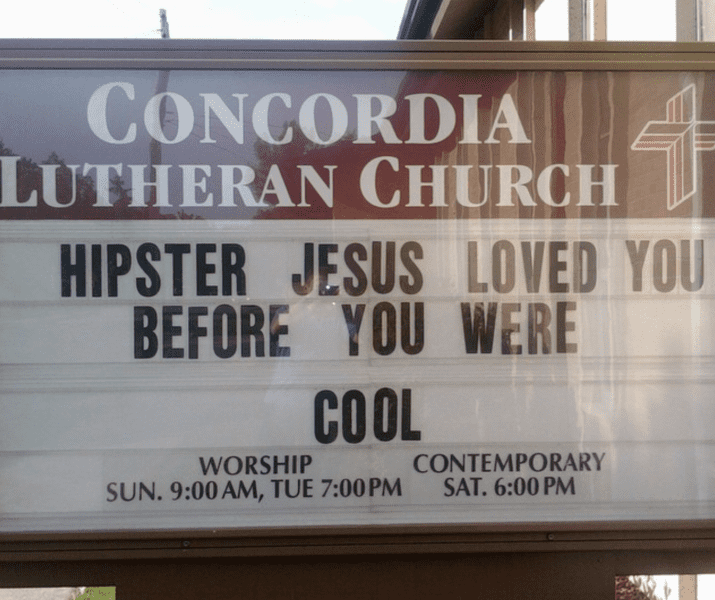 CONCORDIA
LUTHERAN CHURCH
HIPSTER JESUS LOVED YOU
BEFORE YOU WERE
COOL
WORSHIP CONTEMPORARY
SUN. 9:00 AM, TUE 7:00 PM SAT. 6:00 PM